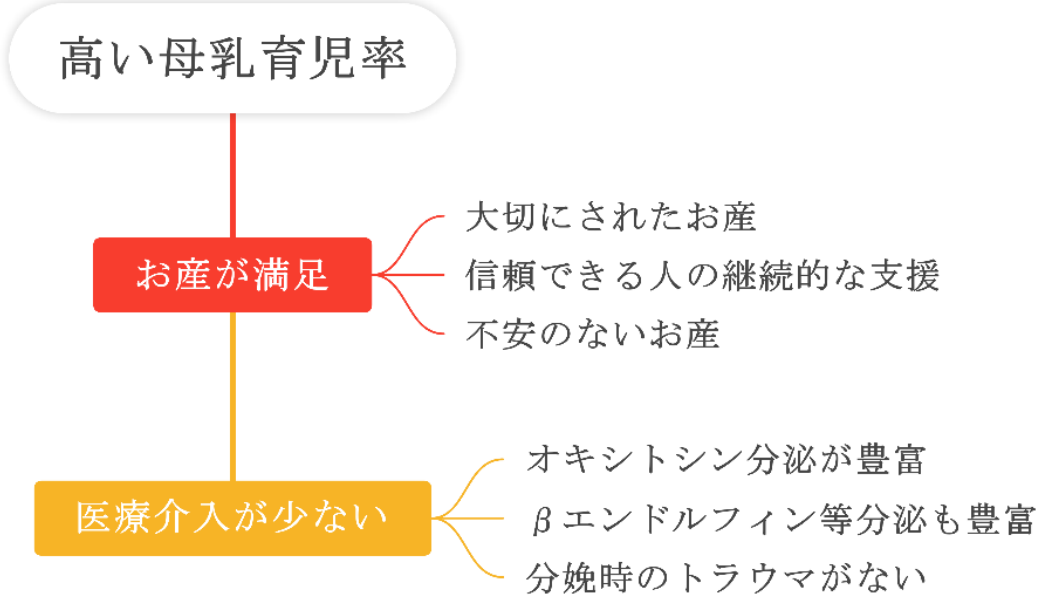 高い母乳育児率
お産が満足
大切にされたお産
信頼できる人の継続的な支援
不安のないお産
医療介入が少ない
オキシトシン分泌が豊富
βエンドルフィン等分泌も豊富
分娩時のトラウマがない